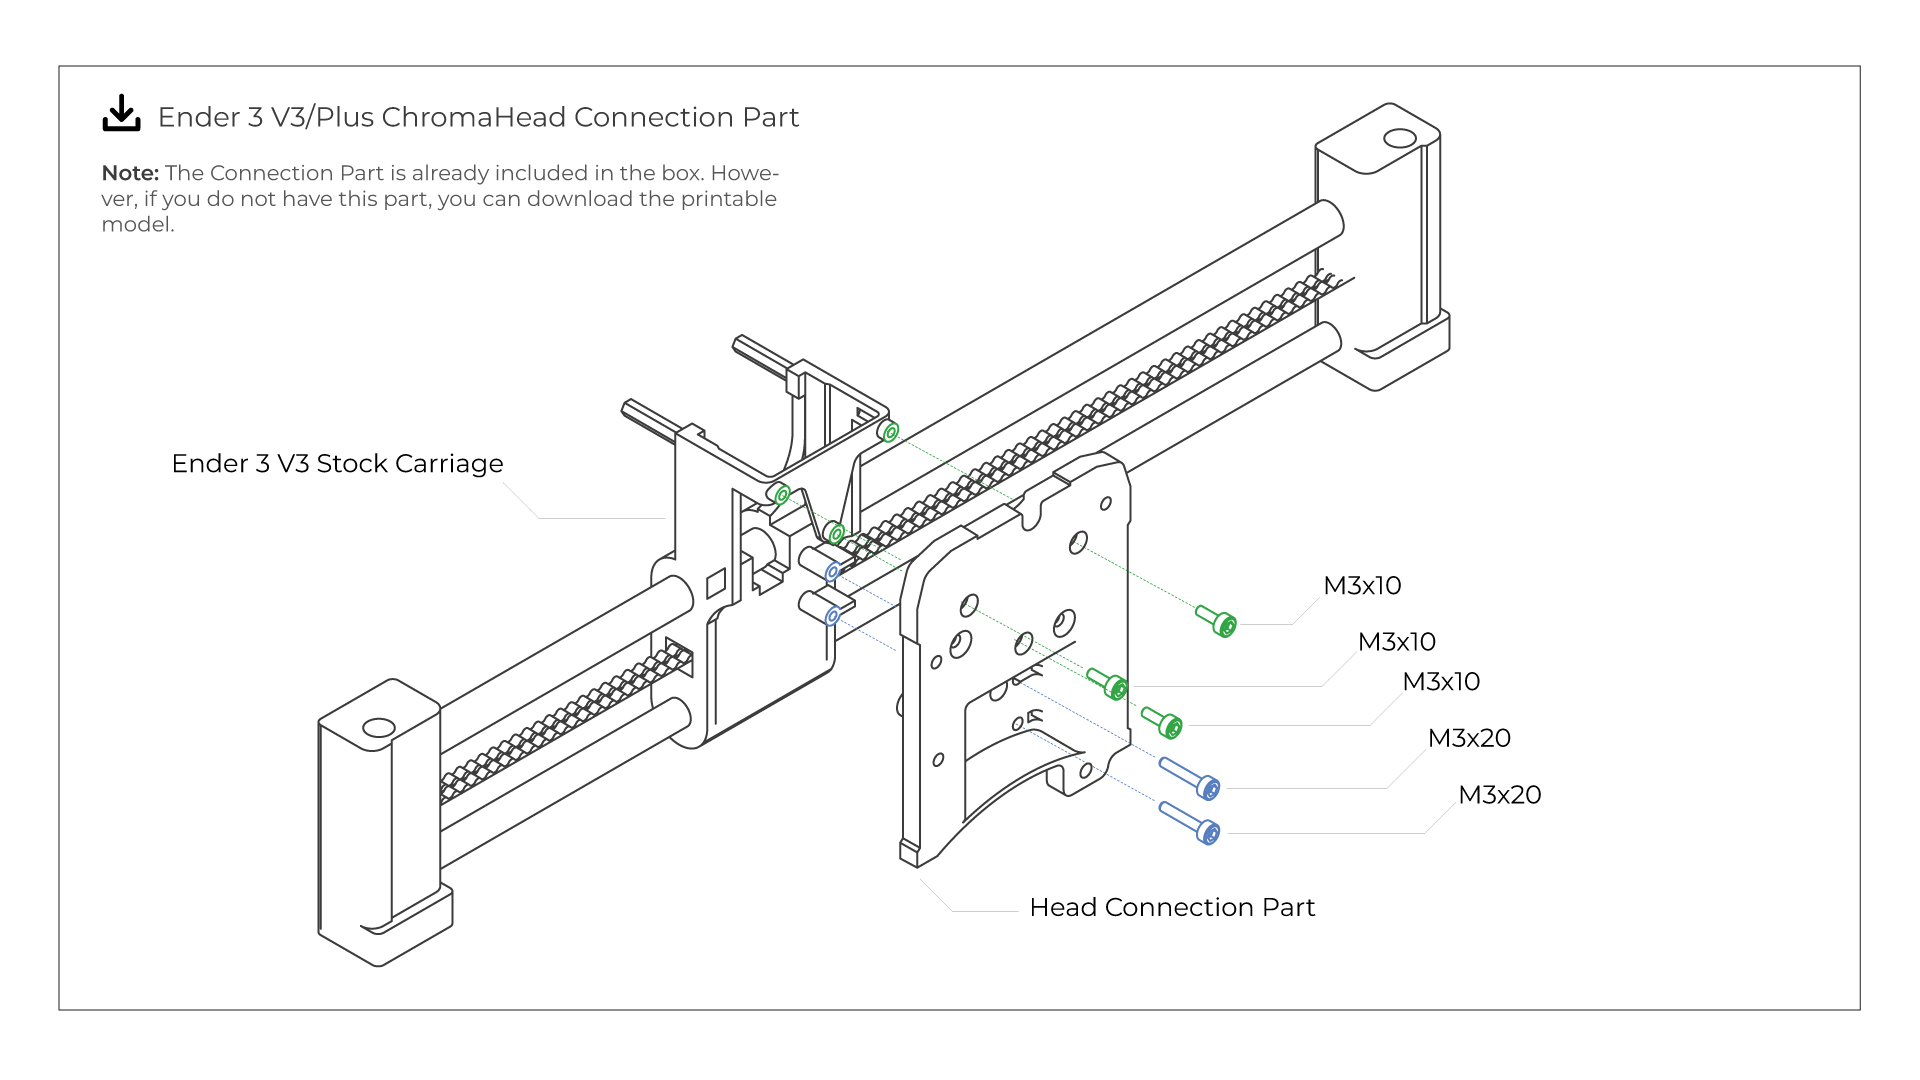 Ender 3 V3/Plus ChromaHead Connection Part
Note: The Connection Part is already included in the box. Howe-
ver, if you do not have this part, you can download the printable
model.
Ender 3 V3 Stock Carriage
M3x10
M3x10
M3x10
M3x20
M3x20
Head Connection Part